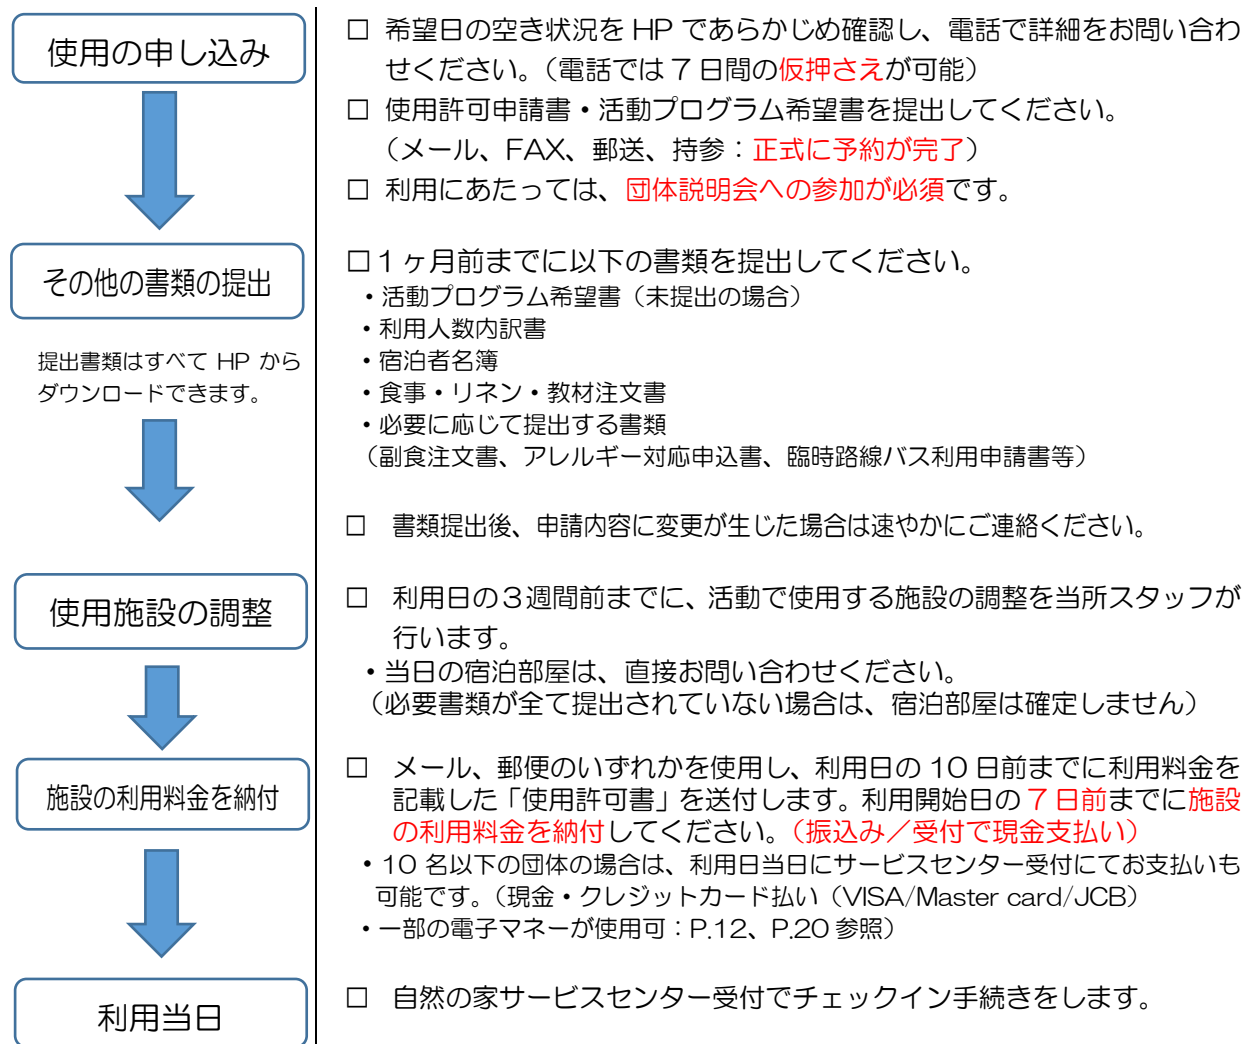 使用の申し込み
□ 希望日の空き状況を HP であらかじめ確認し、電話で詳細をお問い合わ
せください。（電話では 7 日間の仮押さえが可能）
□ 使用許可申請書・活動プログラム希望書を提出してください。
（メール、FAX、郵送、持参：正式に予約が完了）
□ 利用にあたっては、団体説明会への参加が必須です。
その他の書類の提出
提出書類はすべて HP から
ダウンロードできます。
□１ヶ月前までに以下の書類を提出してください。
・活動プログラム希望書（未提出の場合）
・利用人数内訳書
・宿泊者名簿
・食事・リネン・教材注文書
・必要に応じて提出する書類
（副食注文書、アレルギー対応申込書、臨時路線バス利用申請書等）
□ 書類提出後、申請内容に変更が生じた場合は速やかにご連絡ください。
使用施設の調整
□ 利用日の３週間前までに、活動で使用する施設の調整を当所スタッフが
行います。
・当日の宿泊部屋は、直接お問い合わせください。
（必要書類が全て提出されていない場合は、宿泊部屋は確定しません）
施設の利用料金を納付
□ メール、郵便のいずれかを使用し、利用日の 10 日前までに利用料金を
記載した「使用許可書」を送付します。利用開始日の 7 日前までに施設
の利用料金を納付してください。（振込み／受付で現金支払い）
・10 名以下の団体の場合は、利用日当日にサービスセンター受付にてお支払いも
可能です。（現金・クレジットカード払い（VISA/Master card/JCB）
・一部の電子マネーが使用可：P.12、P.20 参照）
利用当日
□ 自然の家サービスセンター受付でチェックイン手続きをします。